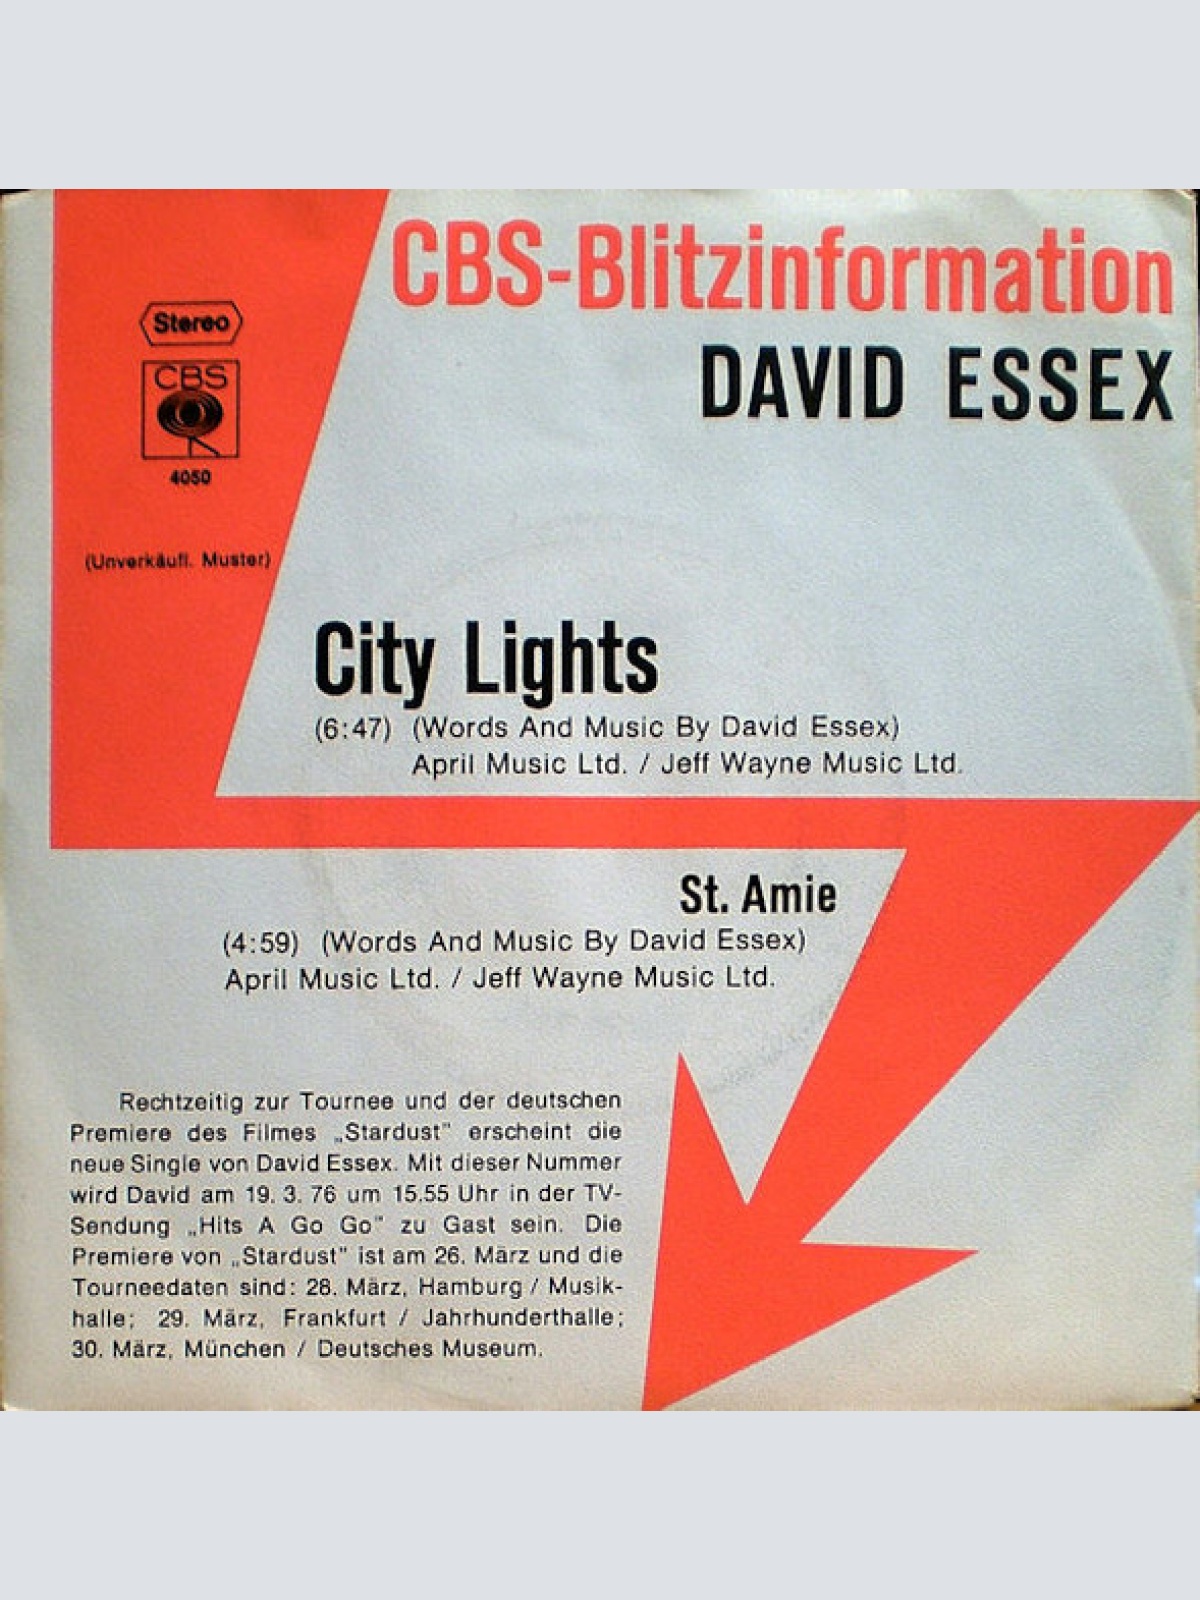 CBS-Blitzinformation
DAVID ESSEX
Stereo
CBS
4050
(Unverkäufl. Muster)
City Lights
(6:47) (Words And Music By David Essex)
April Music Ltd. / Jeff Wayne Music Ltd.
St. Amie
(4:59) (Words And Music By David Essex)
April Music Ltd. / Jeff Wayne Music Ltd.
Rechtzeitig zur Tournee und der deutschen
Premiere des Filmes „Stardust" erscheint die
neue Single von David Essex. Mit dieser Nummer
wird David am 19. 3. 76 um 15.55 Uhr in der TV-
Sendung „Hits A Go Go" zu Gast sein. Die
Premiere von „Stardust" ist am 26. März und die
Tourneedaten sind: 28. März, Hamburg / Musik-
halle; 29. März, Frankfurt / Jahrhunderthalle;
30. März, München / Deutsches Museum.